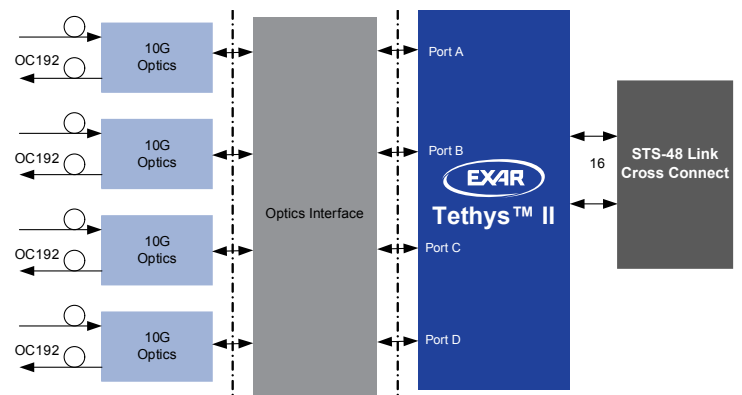 OC192
10G
Optics
Port A
OC192
10G
Optics
Port B
16
STS-48 Link
Cross Connect
EXAR
Tethys™ II
Optics Interface
OC192
10G
Optics
Port C
OC192
10G
Optics
Port D